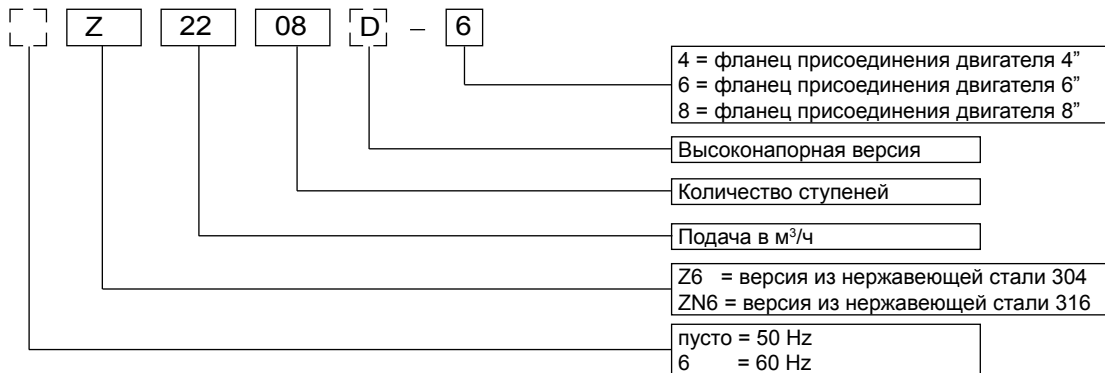 Z 22 08 D – 6
4 = фланец присоединения двигателя 4”
6 = фланец присоединения двигателя 6”
8 = фланец присоединения двигателя 8”
Высоконапорная версия
Количество ступеней
Подача в м³/ч
Z6 = версия из нержавеющей стали 304
ZN6 = версия из нержавеющей стали 316
пусто = 50 Hz
6 = 60 Hz